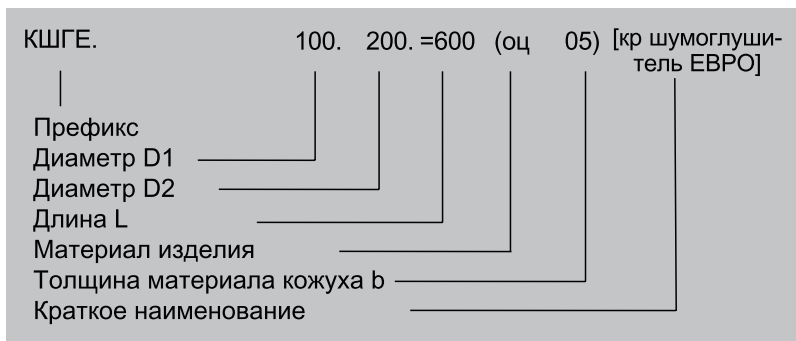 КШГЕ. 100. 200. =600 (оц 05) [кр шумоглуши-
тель ЕВРО]
Префикс
Диаметр D1
Диаметр D2
Длина L
Материал изделия
Толщина материала кожуха b
Краткое наименование